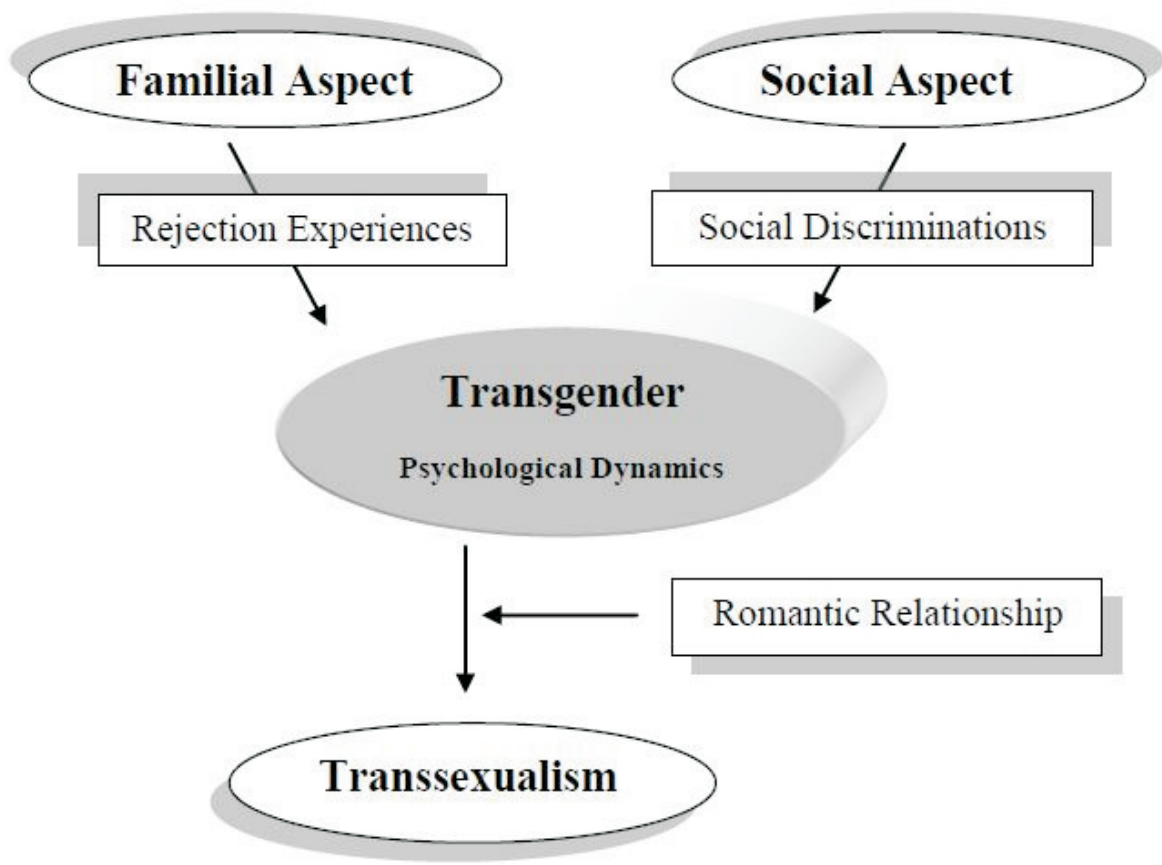 Familial Aspect
Social Aspect
Rejection Experiences
Social Discriminations
Transgender
Psychological Dynamics
Romantic Relationship
Transsexualism